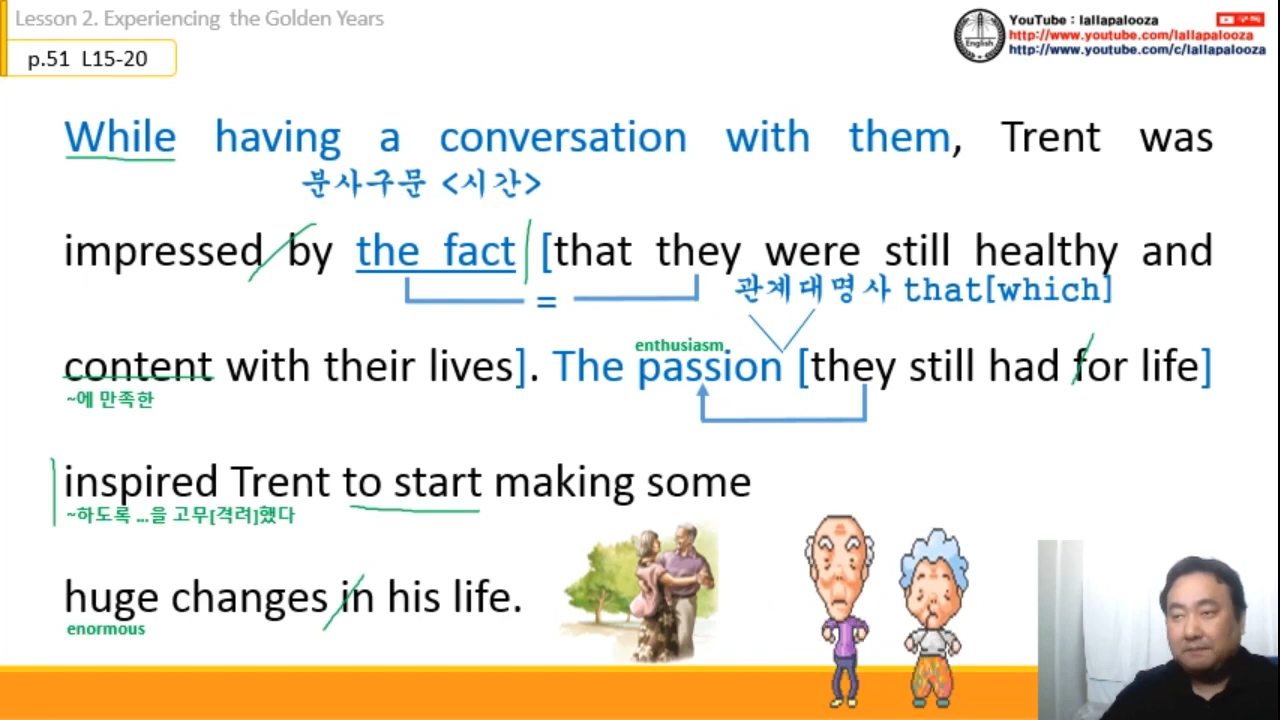 Lesson 2. Experiencing the Golden Years
p.51 L15-20
YouTube : lallapalooza
구독
http://www.youtube.com/lallapalooza
http://www.youtube.com/c/lallapalooza
English
While having a conversation with them, Trent was
분사구문 <시간>
impressed by the fact [that they were still healthy and
=
관계대명사 that[which]
enthusiasm
content with their lives]. The passion [they still had for life]
~에 만족한
inspired Trent to start making some
~하도록 …을 고무[격려]했다
huge changes in his life.
enormous